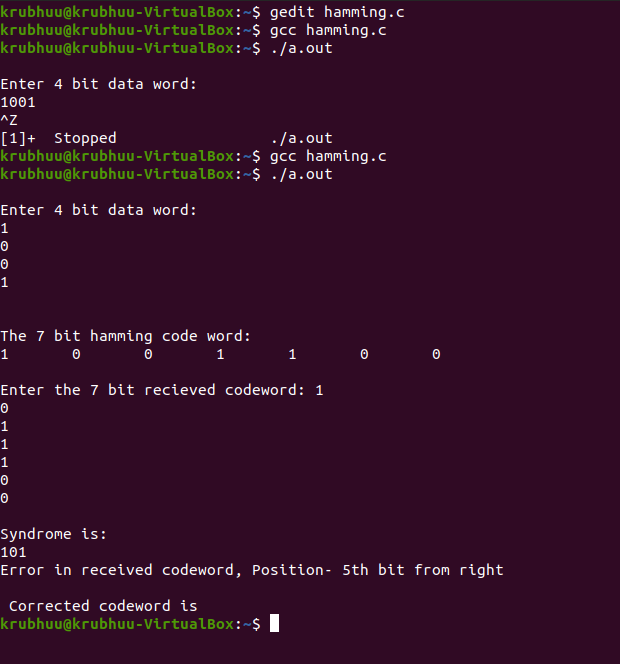 krubhuu@krubhuu-VirtualBox:~$ gedit hamming.c
krubhuu@krubhuu-VirtualBox:~$ gcc hamming.c
krubhuu@krubhuu-VirtualBox:~$ ./a.out
Enter 4 bit data word:
1001
^Z
[1]+  Stopped                 ./a.out
krubhuu@krubhuu-VirtualBox:~$ gcc hamming.c
krubhuu@krubhuu-VirtualBox:~$ ./a.out
Enter 4 bit data word:
1
0
0
1
The 7 bit hamming code word:
1       0       0       1       1       0       0
Enter the 7 bit recieved codeword: 1
0
1
1
1
0
0
Syndrome is:
101
Error in received codeword, Position- 5th bit from right
Corrected codeword is
krubhuu@krubhuu-VirtualBox:~$